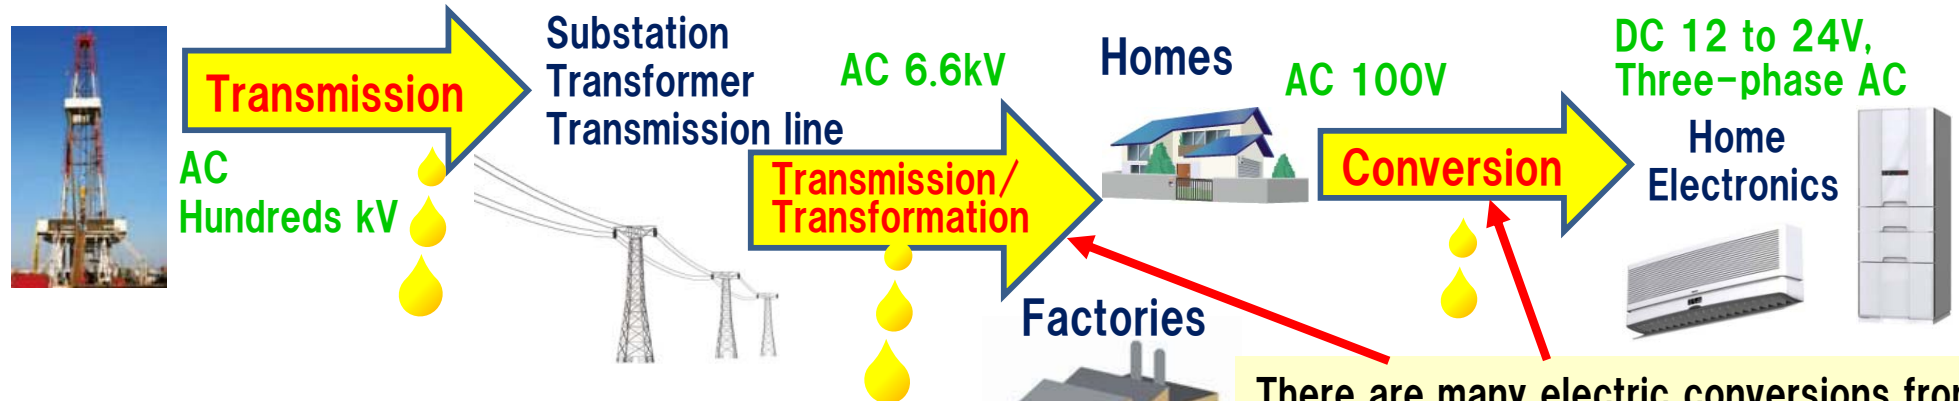 Transmission
AC
Hundreds kV
Substation
Transformer
Transmission line
AC 6.6kV
Transmission/
Transformation
Homes
Factories
AC 100V
Conversion
DC 12 to 24V,
Three-phase AC
Home
Electronics
There are many electric conversions from